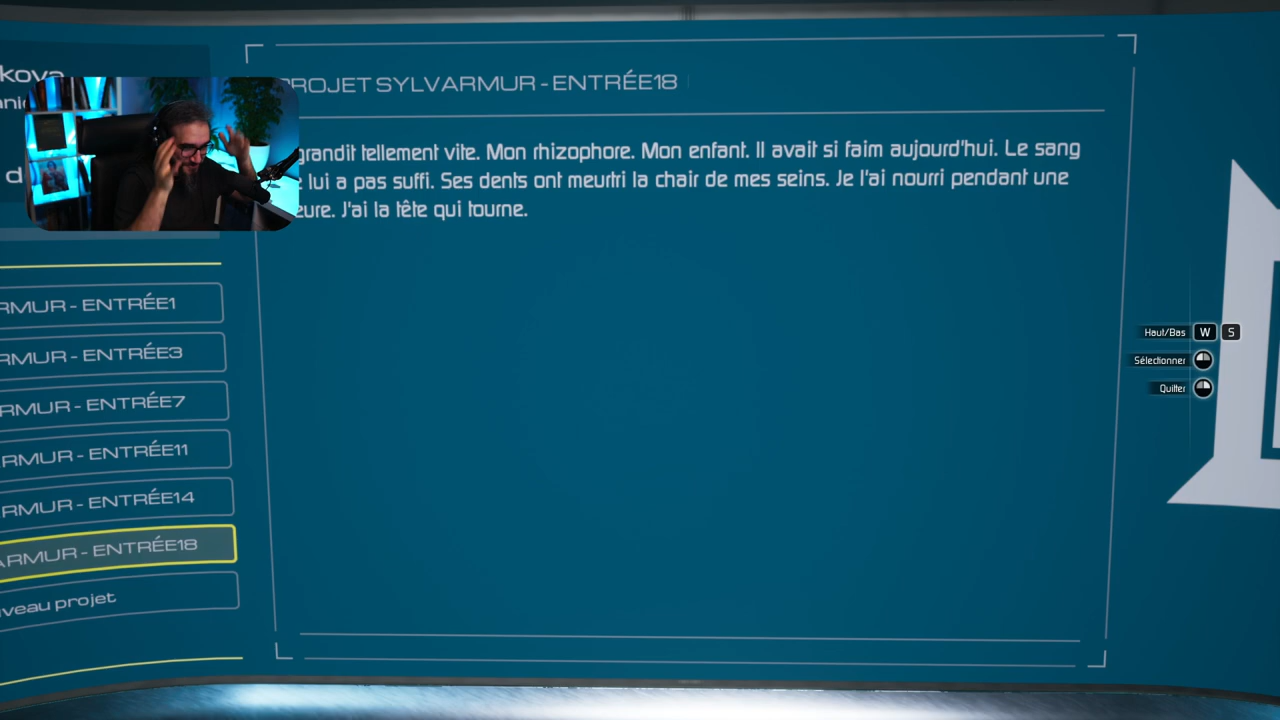 kova
PROJET SYLVARMUR - ENTRÉE18
grandit tellement vite. Mon rhizophore. Mon enfant. Il avait si faim aujourd'hui. Le sang
lui a pas suffi. Ses dents ont meurtri la chair de mes seins. Je l'ai nourri pendant une
eure. J'ai la tête qui tourne.
d
RMUR - ENTRÉE1
RMUR - ENTRÉE3
RMUR - ENTRÉE7
RMUR - ENTRÉE11
RMUR - ENTRÉE14
ARMUR - ENTRÉE18
uveau projet
Haut/Bas W S
Sélectionner
Quitter